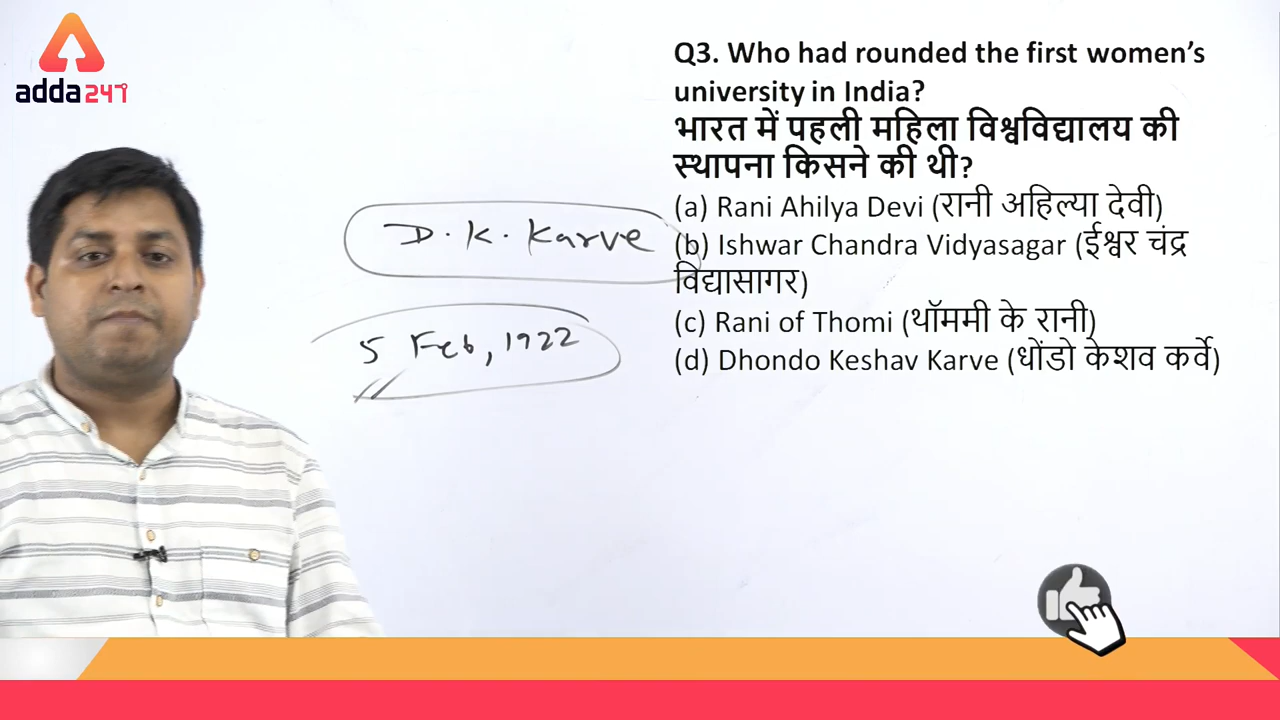 adda247
Q3. Who had rounded the first women's
university in India?
भारत में पहली महिला विश्वविद्यालय की
स्थापना किसने की थी?
(a) Rani Ahilya Devi (रानी अहिल्या देवी)
(b) Ishwar Chandra Vidyasagar (ईश्वर चंद्र
विद्यासागर)
(c) Rani of Thomi (थॉममी के रानी)
(d) Dhondo Keshav Karve (धोंडो केशव कर्वे)
D. K. Karve
5 Feb, 1922